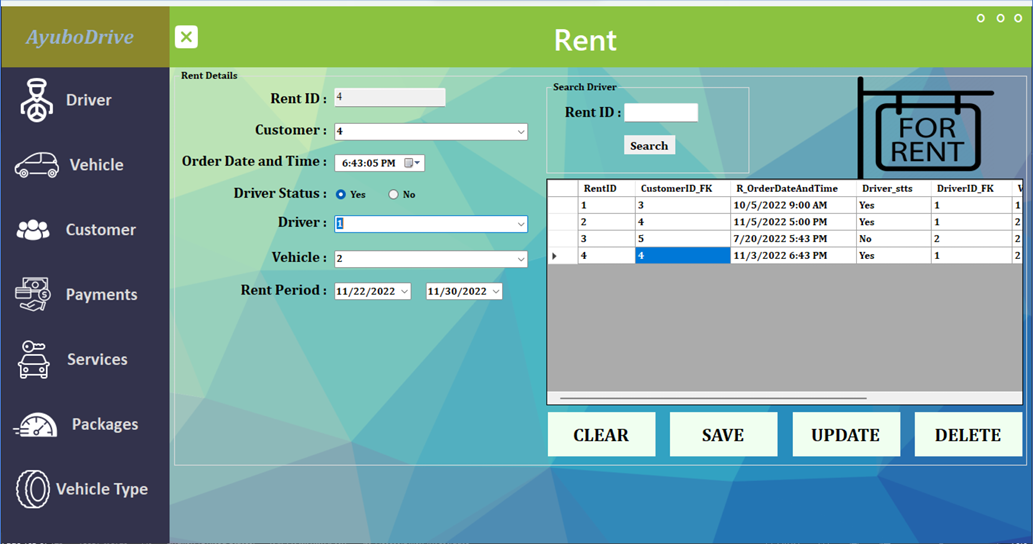 AyuboDrive
Rent
Driver
Vehicle
Customer
Payments
Services
Packages
Vehicle Type
Rent Details
Rent ID : 4
Customer : 4
Order Date and Time : 6:43:05 PM
Driver Status : Yes No
Driver : 1
Vehicle : 2
Rent Period : 11/22/2022 11/30/2022
Search Driver
Rent ID :
Search
FOR
RENT
RentID CustomerID_FK R_OrderDateAndTime Driver_stts DriverID_FK V
1 3 10/5/2022 9:00 AM Yes 1 1
2 4 11/5/2022 5:00 PM Yes 1 2
3 5 7/20/2022 5:43 PM No 2 2
4 4 11/3/2022 6:43 PM Yes 1 2
CLEAR SAVE UPDATE DELETE